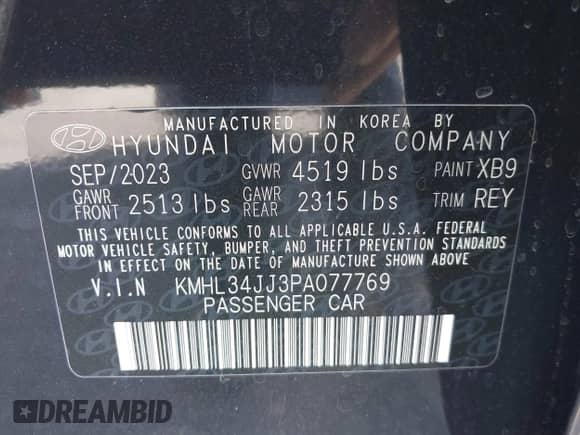 MANUFACTURED IN KOREA BY
HYUNDAI MOTOR COMPANY
SEP/2023 GVWR 4519 lbs PAINT XB9
GAWR FRONT 2513 lbs GAWR REAR 2315 lbs TRIM REY
THIS VEHICLE CONFORMS TO ALL APPLICABLE U.S.A. FEDERAL
MOTOR VEHICLE SAFETY, BUMPER, AND THEFT PREVENTION STANDARDS
IN EFFECT ON THE DATE OF MANUFACTURE SHOWN ABOVE
V.I.N KMHL34JJ3PA077769
PASSENGER CAR
DREAMBID